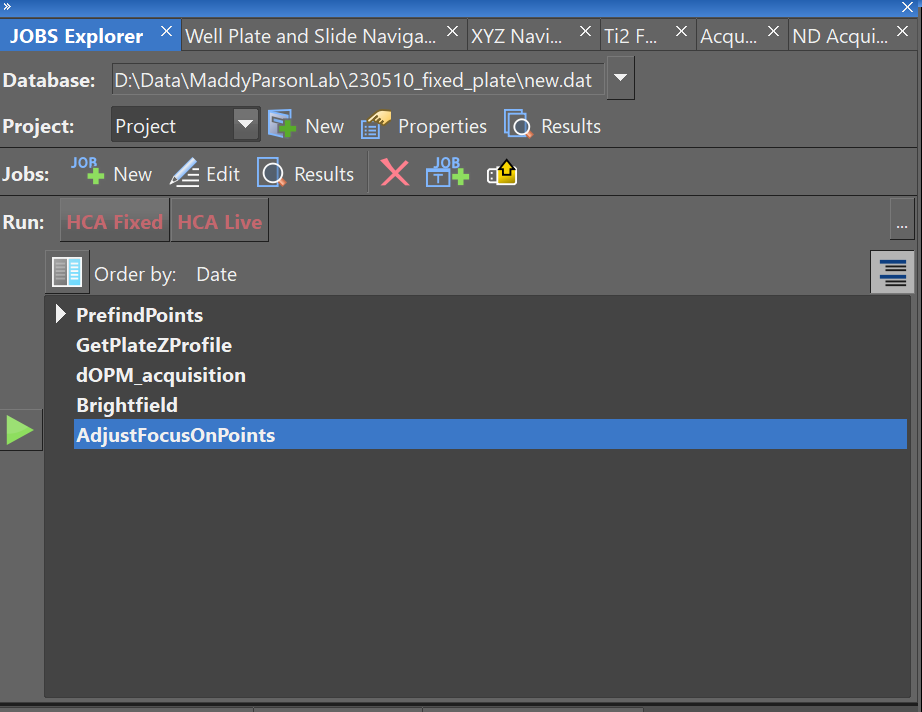 »
JOBS Explorer Well Plate and Slide Naviga... XYZ Navi... Ti2 F... Acqu... ND Acqui...
Database: D:\Data\MaddyParsonLab\230510_fixed_plate\new.dat
Project: Project New Properties Results
Jobs: JOB New Edit Results JOB T
Run: HCA Fixed HCA Live ...
Order by: Date
PrefindPoints
GetPlateZProfile
dOPM_acquisition
Brightfield
AdjustFocusOnPoints